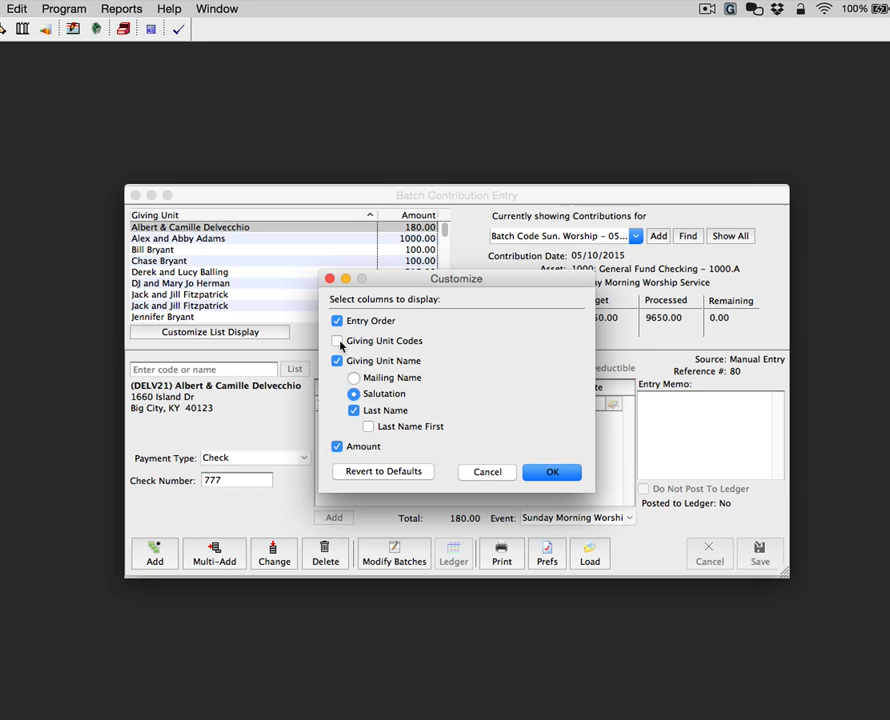 Edit Program Reports Help Window 100%
Batch Contribution Entry
Giving Unit Amount
Albert & Camille Delvecchio 180.00
Alex and Abby Adams 1000.00
Bill Bryant 100.00
Chase Bryant 100.00
Derek and Lucy Balling
DJ and Mary Jo Herman
Jack and Jill Fitzpatrick
Jack and Jill Fitzpatrick
Jennifer Bryant
Customize List Display
Currently showing Contributions for
Batch Code Sun. Worship - 05... Add Find Show All
Contribution Date: 05/10/2015
Asset: 1000: General Fund Checking - 1000.A
y Morning Worship Service
get Processed Remaining
50.00 9650.00 0.00
Customize
Select columns to display:
Entry Order
Giving Unit Codes
Giving Unit Name
Mailing Name
Salutation
Last Name
Last Name First
Amount
Revert to Defaults Cancel OK
Enter code or name List
(DELV21) Albert & Camille Delvecchio
1660 Island Dr
Big City, KY 40123
Payment Type: Check
Check Number: 777
eductible
te
Source: Manual Entry
Reference #: 80
Entry Memo:
Do Not Post To Ledger
Posted to Ledger: No
Add Total: 180.00 Event: Sunday Morning Worshi
Add Multi-Add Change Delete Modify Batches Ledger Print Prefs Load Cancel Save